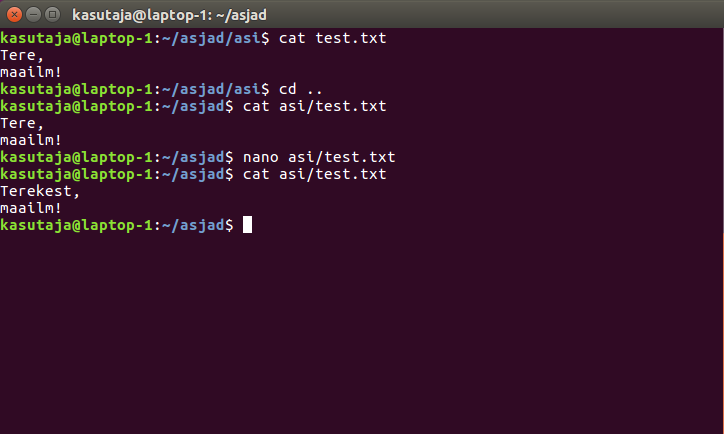 kasutaja@laptop-1: ~/asjad
kasutaja@laptop-1:~/asjad/asi$ cat test.txt
Tere,
maailm!
kasutaja@laptop-1:~/asjad/asi$ cd ..
kasutaja@laptop-1:~/asjad$ cat asi/test.txt
Tere,
maailm!
kasutaja@laptop-1:~/asjad$ nano asi/test.txt
kasutaja@laptop-1:~/asjad$ cat asi/test.txt
Terekest,
maailm!
kasutaja@laptop-1:~/asjad$